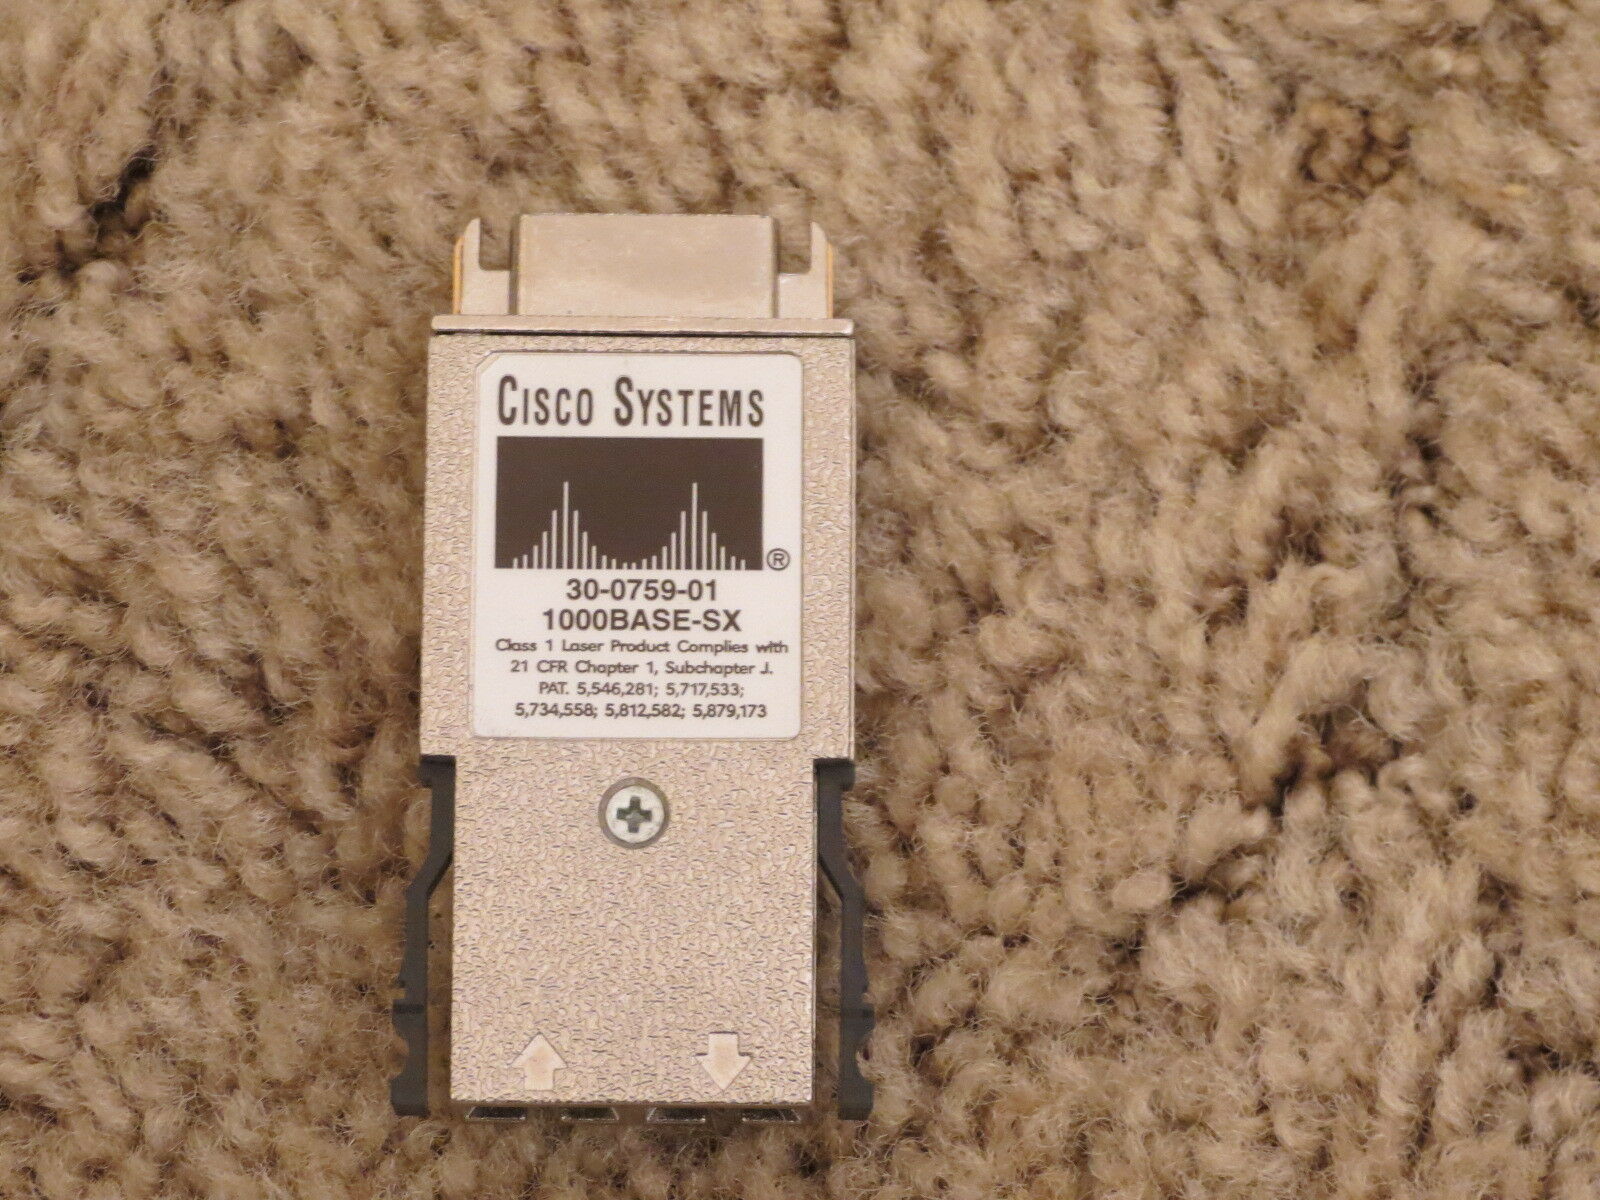 CISCO SYSTEMS
®
30-0759-01
1000BASE-SX
Class 1 Laser Product Complies with
21 CFR Chapter 1, Subchapter J.
PAT. 5,546,281; 5,717,533;
5,734,558; 5,812,582; 5,879,173